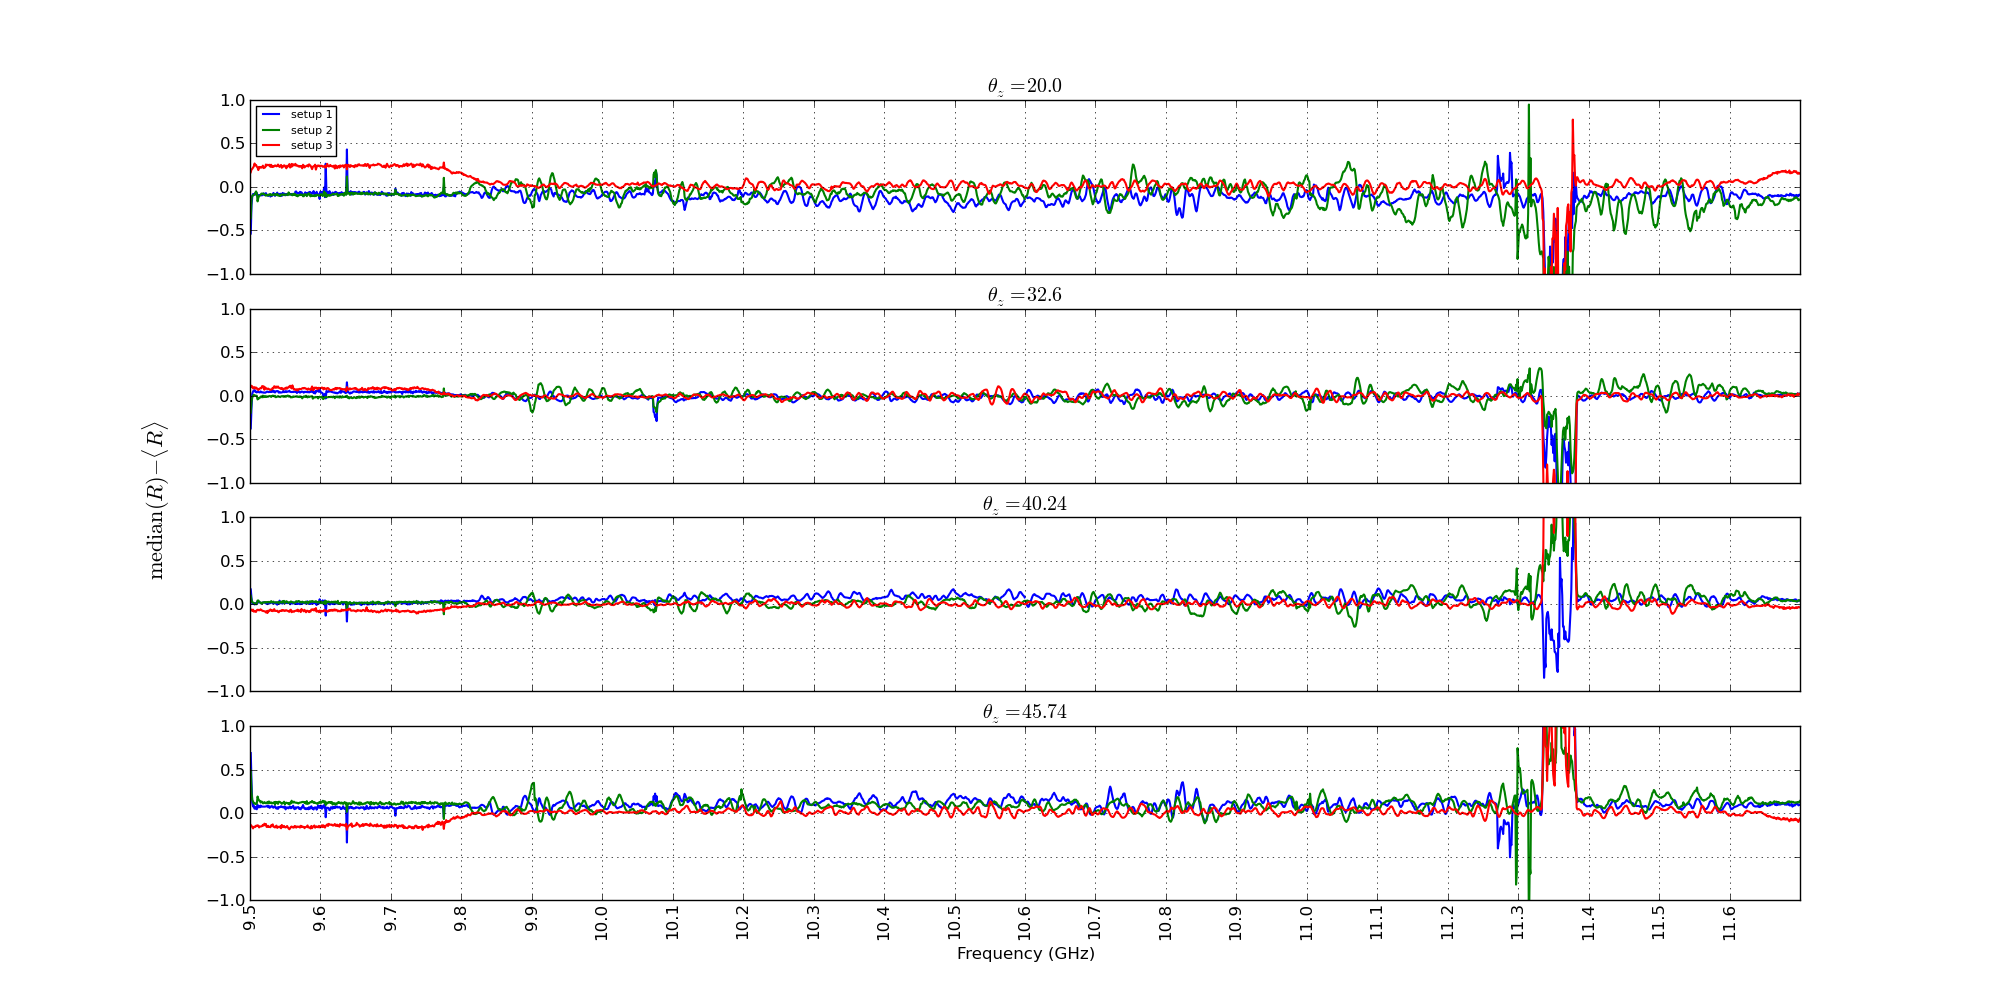 θ_z = 20.0
1.0
0.5
0.0
−0.5
−1.0
setup 1
setup 2
setup 3
θ_z = 32.6
1.0
0.5
0.0
−0.5
−1.0
median(R) − ⟨R⟩
θ_z = 40.24
1.0
0.5
0.0
−0.5
−1.0
θ_z = 45.74
1.0
0.5
0.0
−0.5
−1.0
9.5 9.6 9.7 9.8 9.9 10.0 10.1 10.2 10.3 10.4 10.5 10.6 10.7 10.8 10.9 11.0 11.1 11.2 11.3 11.4 11.5 11.6
Frequency (GHz)